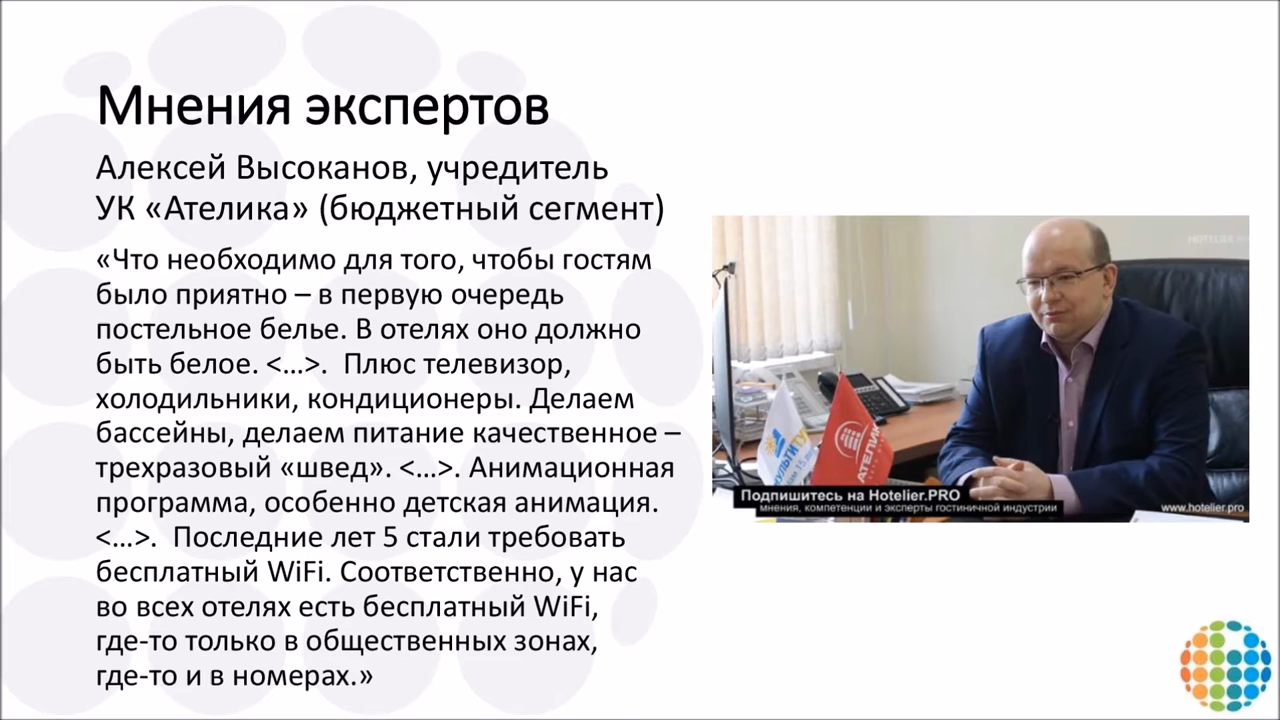 Мнения экспертов
Алексей Высоканов, учредитель
УК «Ателика» (бюджетный сегмент)
«Что необходимо для того, чтобы гостям
было приятно – в первую очередь
постельное белье. В отелях оно должно
быть белое. <…>.  Плюс телевизор,
холодильники, кондиционеры. Делаем
бассейны, делаем питание качественное –
трехразовый «швед». <…>. Анимационная
программа, особенно детская анимация.
<…>.  Последние лет 5 стали требовать
бесплатный WiFi. Соответственно, у нас
во всех отелях есть бесплатный WiFi,
где-то только в общественных зонах,
где-то и в номерах.»
АТЕЛИКА
Подпишитесь на Hotelier.PRO
мнения, компетенции и эксперты гостиничной индустрии
www.hotelier.pro